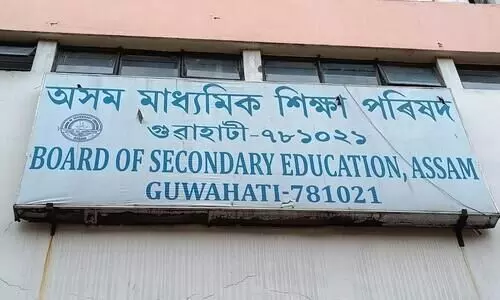 অসম মাধ্যমিক শিক্ষা পৰিষদ
গুৱাহাটী-৭৮১০২১
BOARD OF SECONDARY EDUCATION, ASSAM
GUWAHATI-781021